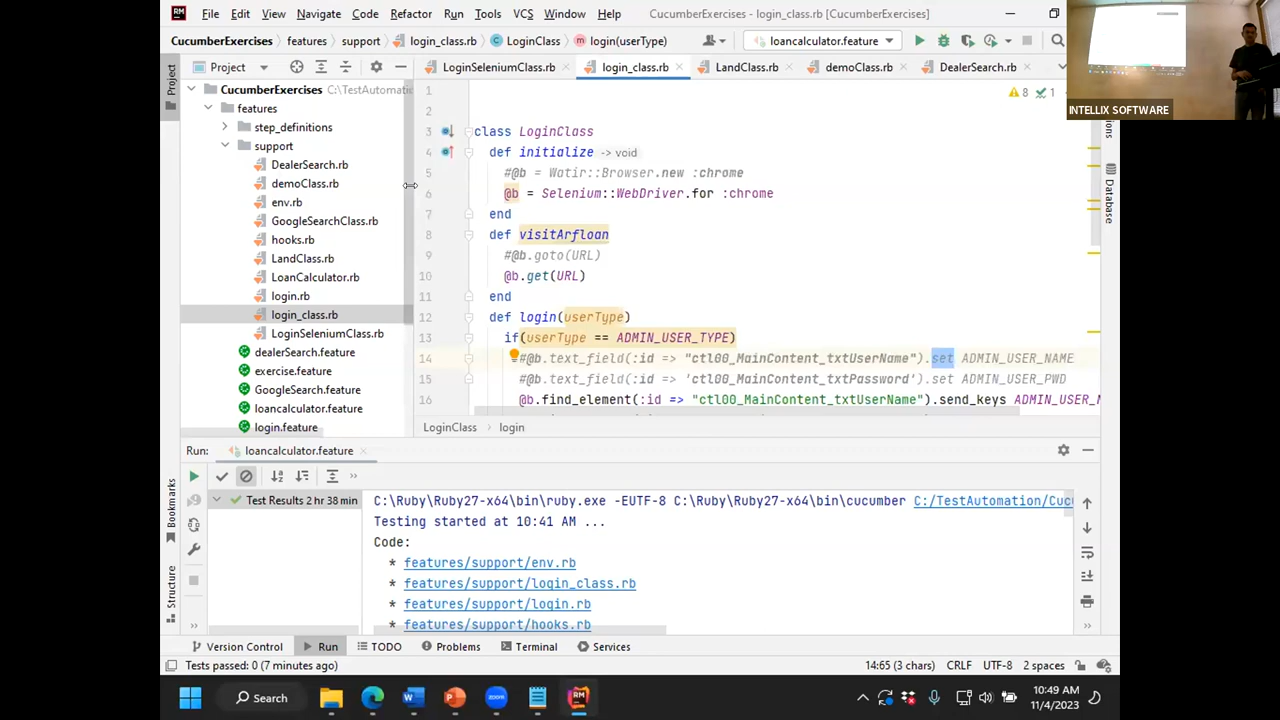 RM File Edit View Navigate Code Refactor Run Tools VCS Window Help CucumberExercises - login_class.rb [CucumberExercises]
CucumberExercises features support login_class.rb LoginClass login(userType) loancalculator.feature
Project LoginSeleniumClass.rb login_class.rb LandClass.rb demoClass.rb DealerSearch.rb
INTELLIX SOFTWARE
Project
CucumberExercises C:\TestAutomatic
features
step_definitions
support
DealerSearch.rb
demoClass.rb
env.rb
GoogleSearchClass.rb
hooks.rb
LandClass.rb
LoanCalculator.rb
login.rb
login_class.rb
LoginSeleniumClass.rb
dealerSearch.feature
exercise.feature
GoogleSearch.feature
loancalculator.feature
login.feature
8 1
1
2
3 class LoginClass
4 def initialize -> void
5 #@b = Watir::Browser.new :chrome
6 @b = Selenium::WebDriver.for :chrome
7 end
8 def visitArfloan
9 #@b.goto(URL)
10 @b.get(URL)
11 end
12 def login(userType)
13 if(userType == ADMIN_USER_TYPE)
14 #@b.text_field(:id => "ctl00_MainContent_txtUserName").set ADMIN_USER_NAME
15 #@b.text_field(:id => 'ctl00_MainContent_txtPassword').set ADMIN_USER_PWD
16 @b.find_element(:id => "ctl00_MainContent_txtUserName").send_keys ADMIN_USER_N
LoginClass login
ions
Database
Run: loancalculator.feature
Test Results 2 hr 38 min
C:\Ruby\Ruby27-x64\bin\ruby.exe -EUTF-8 C:\Ruby\Ruby27-x64\bin\cucumber C:/TestAutomation/Cuc
Testing started at 10:41 AM ...
Code:
* features/support/env.rb
* features/support/login_class.rb
* features/support/login.rb
* features/support/hooks.rb
Bookmarks
Structure
Version Control Run TODO Problems Terminal Services
Tests passed: 0 (7 minutes ago) 14:65 (3 chars) CRLF UTF-8 2 spaces
Search
zoom
10:49 AM
11/4/2023